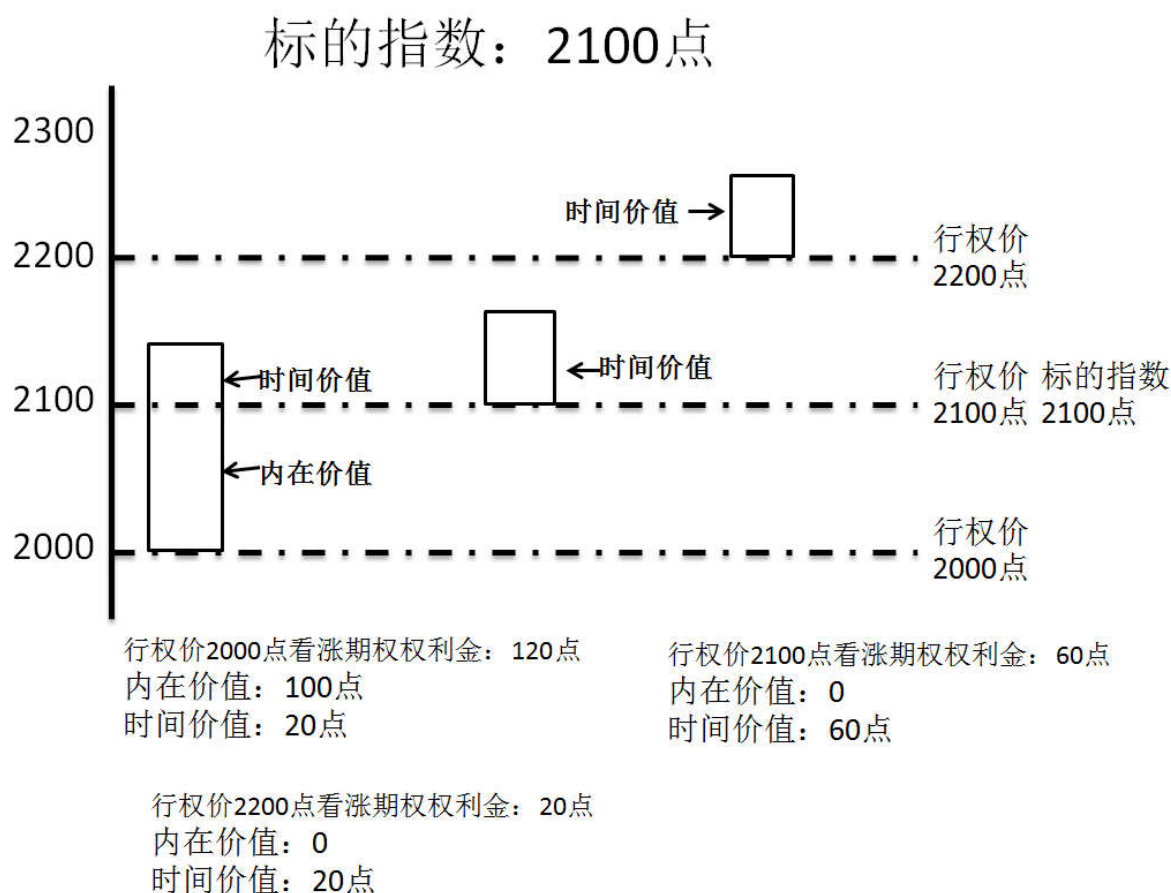 标的指数：2100点
2300
时间价值
2200
行权价
2200点
时间价值
时间价值
2100
行权价 标的指数
2100点 2100点
内在价值
2000
行权价
2000点
行权价2000点看涨期权权利金：120点
内在价值：100点
时间价值：20点
行权价2100点看涨期权权利金：60点
内在价值：0
时间价值：60点
行权价2200点看涨期权权利金：20点
内在价值：0
时间价值：20点